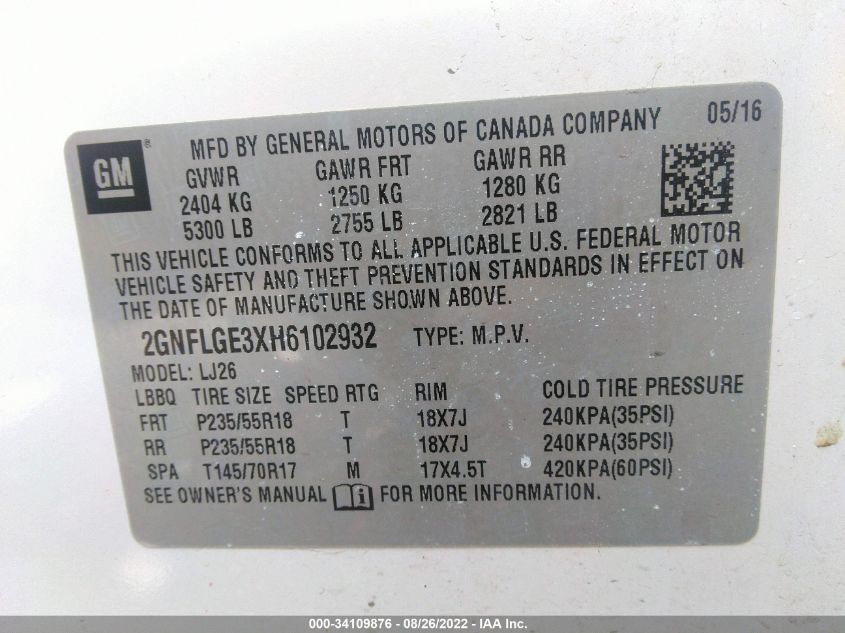 05/16
MFD BY GENERAL MOTORS OF CANADA COMPANY
GM
GVWR GAWR FRT GAWR RR
2404 KG 1250 KG 1280 KG
5300 LB 2755 LB 2821 LB
THIS VEHICLE CONFORMS TO ALL APPLICABLE U.S. FEDERAL MOTOR
VEHICLE SAFETY AND THEFT PREVENTION STANDARDS IN EFFECT ON
THE DATE OF MANUFACTURE SHOWN ABOVE.
2GNFLGE3XH6102932 TYPE: M.P.V.
MODEL: LJ26
LBBQ TIRE SIZE SPEED RTG RIM COLD TIRE PRESSURE
FRT P235/55R18 T 18X7J 240KPA(35PSI)
RR P235/55R18 T 18X7J 240KPA(35PSI)
SPA T145/70R17 M 17X4.5T 420KPA(60PSI)
SEE OWNER'S MANUAL FOR MORE INFORMATION.
000-34109876 - 08/26/2022 - IAA Inc.